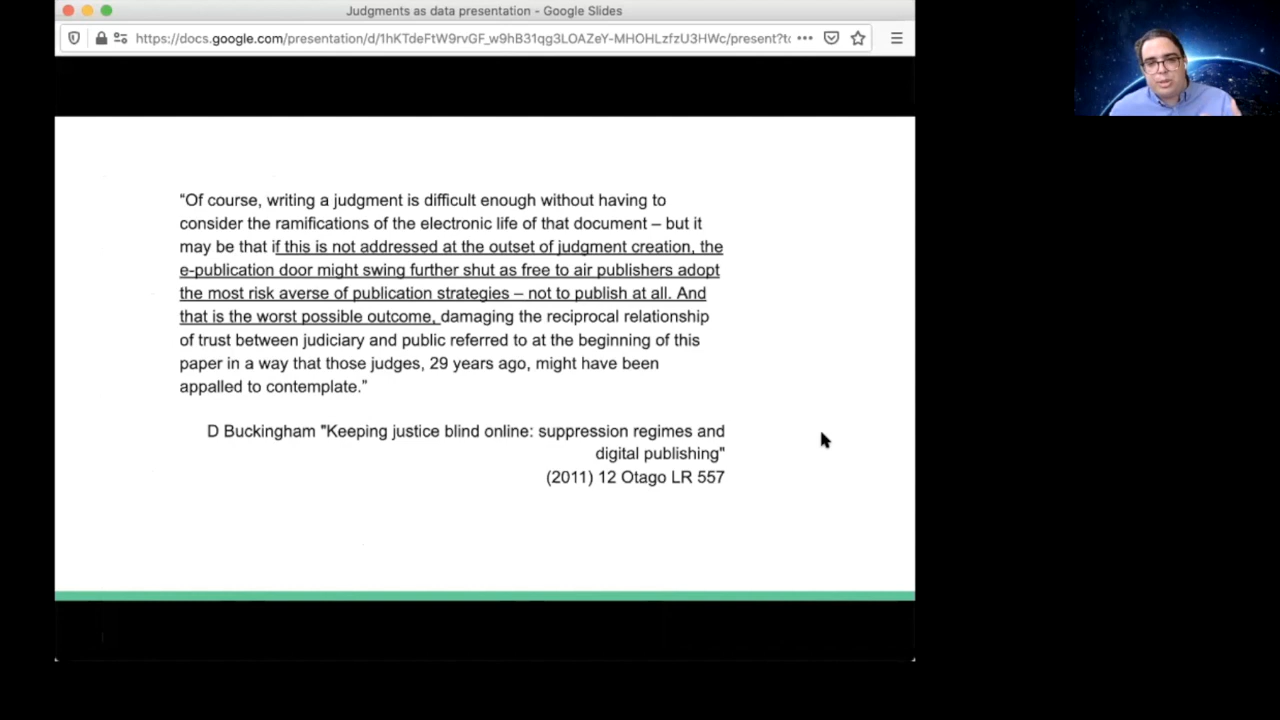 Judgments as data presentation - Google Slides
https://docs.google.com/presentation/d/1hKTdeFtW9rvGF_w9hB31qg3LOAZeY-MHOHLzfzU3HWc/present?tc
“Of course, writing a judgment is difficult enough without having to
consider the ramifications of the electronic life of that document – but it
may be that if this is not addressed at the outset of judgment creation, the
e-publication door might swing further shut as free to air publishers adopt
the most risk averse of publication strategies – not to publish at all. And
that is the worst possible outcome, damaging the reciprocal relationship
of trust between judiciary and public referred to at the beginning of this
paper in a way that those judges, 29 years ago, might have been
appalled to contemplate.”
D Buckingham "Keeping justice blind online: suppression regimes and
digital publishing"
(2011) 12 Otago LR 557